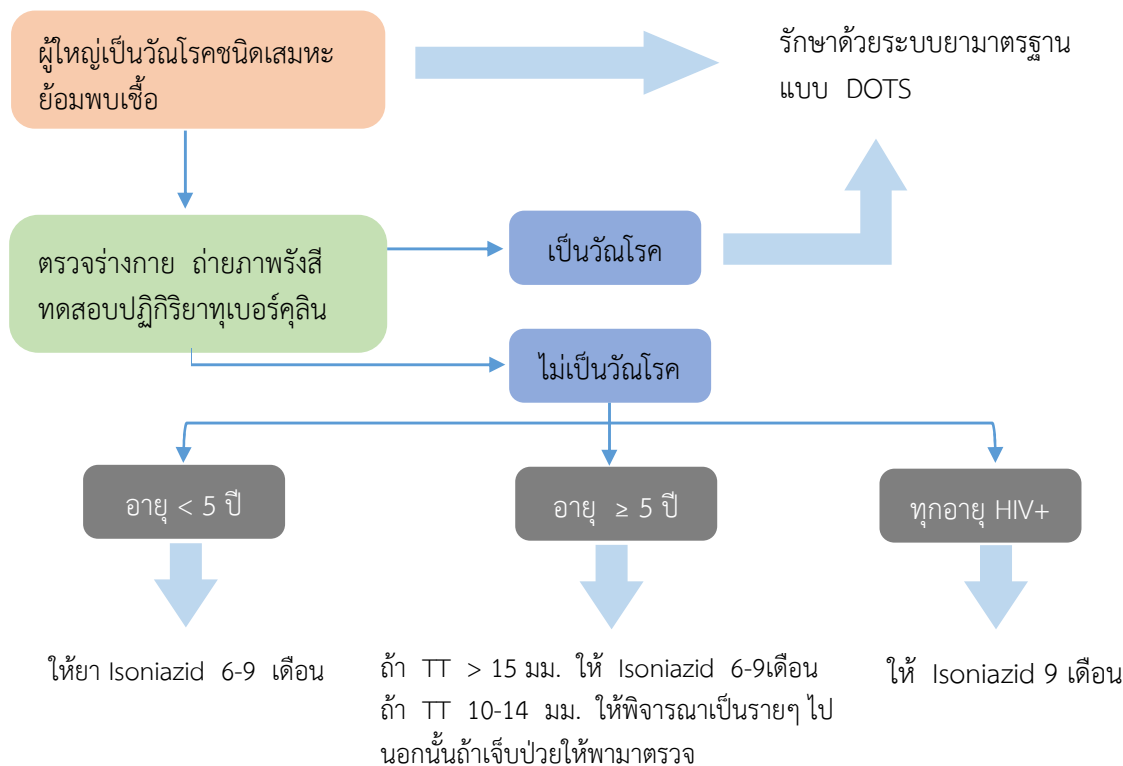 ผู้ใหญ่เป็นวัณโรคชนิดเสมหะ
ย้อมพบเชื้อ
รักษาด้วยระบบยามาตรฐาน
แบบ DOTS
ตรวจร่างกาย ถ่ายภาพรังสี
ทดสอบปฏิกิริยาทุเบอร์คุลิน
เป็นวัณโรค
ไม่เป็นวัณโรค
อายุ < 5 ปี
อายุ ≥ 5 ปี
ทุกอายุ HIV+
ให้ยา Isoniazid 6-9 เดือน
ถ้า TT > 15 มม. ให้ Isoniazid 6-9เดือน
ถ้า TT 10-14 มม. ให้พิจารณาเป็นรายๆ ไป
นอกนั้นถ้าเจ็บป่วยให้พามาตรวจ
ให้ Isoniazid 9 เดือน